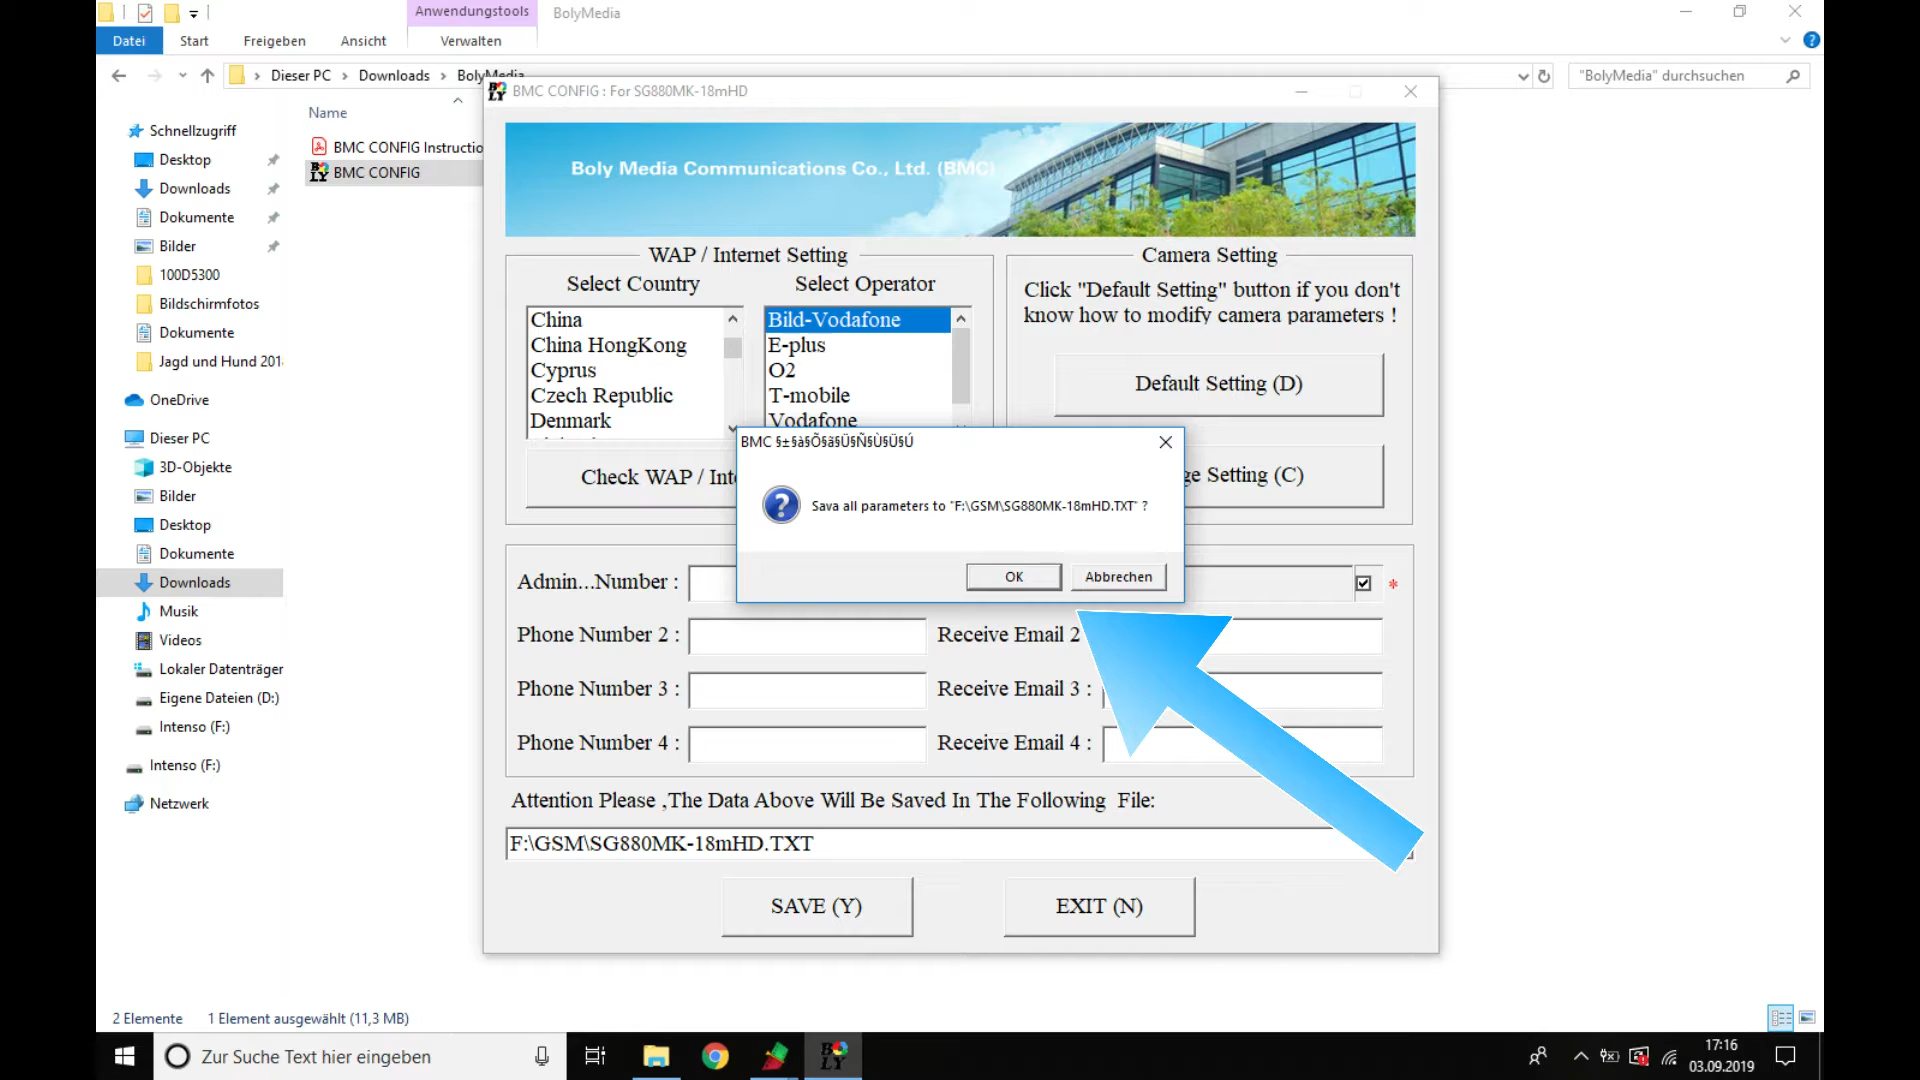 Anwendungstools
BolyMedia
Datei
Start
Freigeben
Ansicht
Verwalten
Dieser PC
Downloads
BolyMedia
"BolyMedia" durchsuchen
Name
BMC CONFIG Instructio
BMC CONFIG
Schnellzugriff
Desktop
Downloads
Dokumente
Bilder
100D5300
Bildschirmfotos
Dokumente
Jagd und Hund 201
OneDrive
Dieser PC
3D-Objekte
Bilder
Desktop
Dokumente
Downloads
Musik
Videos
Lokaler Datenträger
Eigene Dateien (D:)
Intenso (F:)
Intenso (F:)
Netzwerk
BMC CONFIG : For SG880MK-18mHD
Boly Media Communications Co., Ltd. (BMC)
WAP / Internet Setting
Select Country
Select Operator
China
China HongKong
Cyprus
Czech Republic
Denmark
Bild-Vodafone
E-plus
O2
T-mobile
Vodafone
Check WAP / Inte
Camera Setting
Click "Default Setting" button if you don't
know how to modify camera parameters !
Default Setting (D)
ge Setting (C)
BMC §±§à§Õ§ä§Ü§Ñ§Ù§Ü§Ú
Sava all parameters to "F:\GSM\SG880MK-18mHD.TXT" ?
OK
Abbrechen
Admin...Number :
*
Phone Number 2 :
Receive Email 2
Phone Number 3 :
Receive Email 3 :
Phone Number 4 :
Receive Email 4 :
Attention Please ,The Data Above Will Be Saved In The Following File:
F:\GSM\SG880MK-18mHD.TXT
SAVE (Y)
EXIT (N)
2 Elemente
1 Element ausgewählt (11,3 MB)
Zur Suche Text hier eingeben
BOLY
17:16
03.09.2019